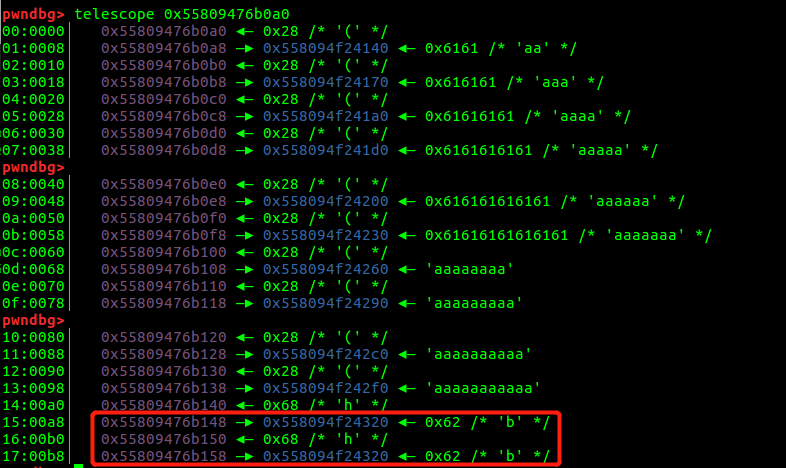 pwndbg> telescope 0x55809476b0a0
00:0000│ 0x55809476b0a0 ◂— 0x28 /* '(' */
01:0008│ 0x55809476b0a8 —▸ 0x558094f24140 ◂— 0x6161 /* 'aa' */
02:0010│ 0x55809476b0b0 ◂— 0x28 /* '(' */
03:0018│ 0x55809476b0b8 —▸ 0x558094f24170 ◂— 0x616161 /* 'aaa' */
04:0020│ 0x55809476b0c0 ◂— 0x28 /* '(' */
05:0028│ 0x55809476b0c8 —▸ 0x558094f241a0 ◂— 0x61616161 /* 'aaaa' */
06:0030│ 0x55809476b0d0 ◂— 0x28 /* '(' */
07:0038│ 0x55809476b0d8 —▸ 0x558094f241d0 ◂— 0x6161616161 /* 'aaaaa' */
pwndbg>
08:0040│ 0x55809476b0e0 ◂— 0x28 /* '(' */
09:0048│ 0x55809476b0e8 —▸ 0x558094f24200 ◂— 0x616161616161 /* 'aaaaaa' */
0a:0050│ 0x55809476b0f0 ◂— 0x28 /* '(' */
0b:0058│ 0x55809476b0f8 —▸ 0x558094f24230 ◂— 0x61616161616161 /* 'aaaaaaa' */
0c:0060│ 0x55809476b100 ◂— 0x28 /* '(' */
0d:0068│ 0x55809476b108 —▸ 0x558094f24260 ◂— 'aaaaaaaa'
0e:0070│ 0x55809476b110 ◂— 0x28 /* '(' */
0f:0078│ 0x55809476b118 —▸ 0x558094f24290 ◂— 'aaaaaaaaa'
pwndbg>
10:0080│ 0x55809476b120 ◂— 0x28 /* '(' */
11:0088│ 0x55809476b128 —▸ 0x558094f242c0 ◂— 'aaaaaaaaaa'
12:0090│ 0x55809476b130 ◂— 0x28 /* '(' */
13:0098│ 0x55809476b138 —▸ 0x558094f242f0 ◂— 'aaaaaaaaaaa'
14:00a0│ 0x55809476b140 ◂— 0x68 /* 'h' */
15:00a8│ 0x55809476b148 —▸ 0x558094f24320 ◂— 0x62 /* 'b' */
16:00b0│ 0x55809476b150 ◂— 0x68 /* 'h' */
17:00b8│ 0x55809476b158 —▸ 0x558094f24320 ◂— 0x62 /* 'b' */